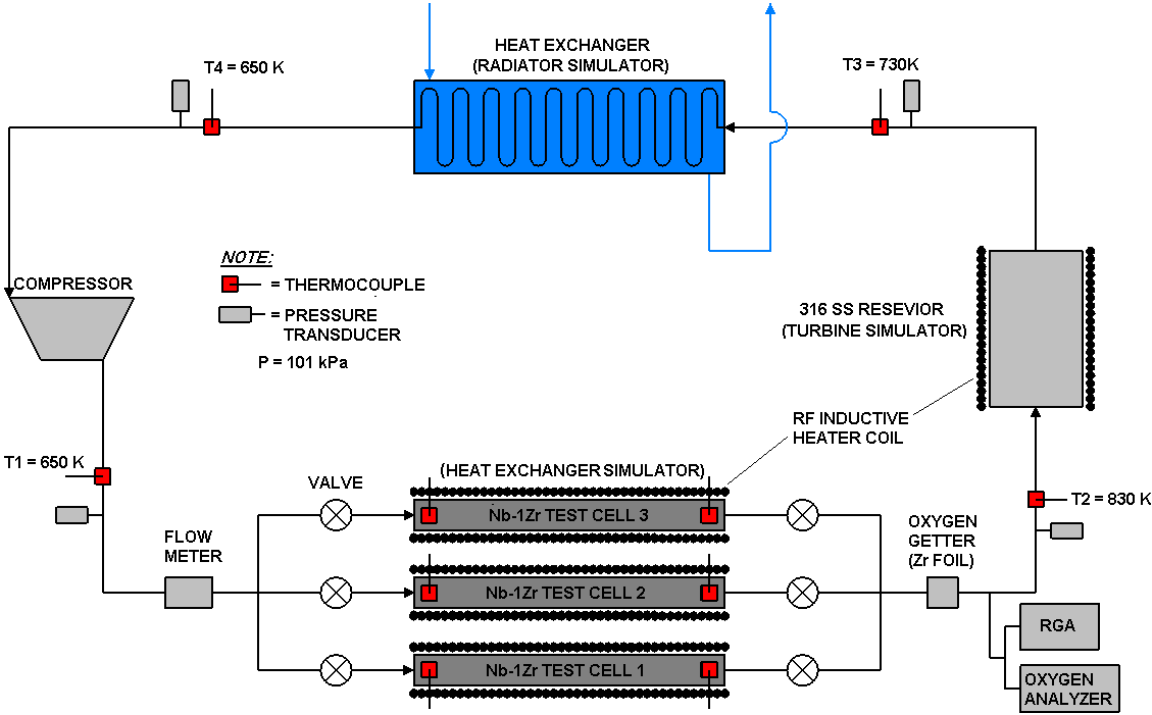 HEAT EXCHANGER
(RADIATOR SIMULATOR)
T4 = 650 K
T3 = 730K
COMPRESSOR
NOTE:
= THERMOCOUPLE
= PRESSURE
TRANSDUCER
P = 101 kPa
316 SS RESEVIOR
(TURBINE SIMULATOR)
RF INDUCTIVE
HEATER COIL
T1 = 650 K
(HEAT EXCHANGER SIMULATOR)
VALVE
Nb-1Zr TEST CELL 3
T2 = 830 K
FLOW
METER
OXYGEN
GETTER
(Zr FOIL)
Nb-1Zr TEST CELL 2
Nb-1Zr TEST CELL 1
RGA
OXYGEN
ANALYZER